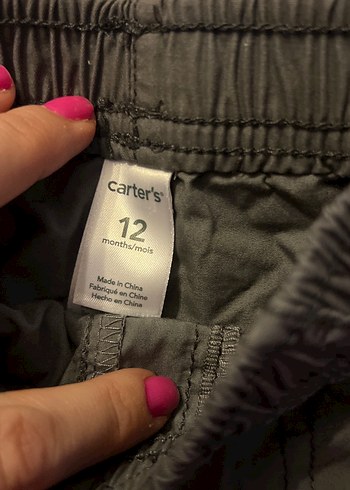 carter's®
12
months/mois
Made in China
Fabriqué en Chine
Hecho en China